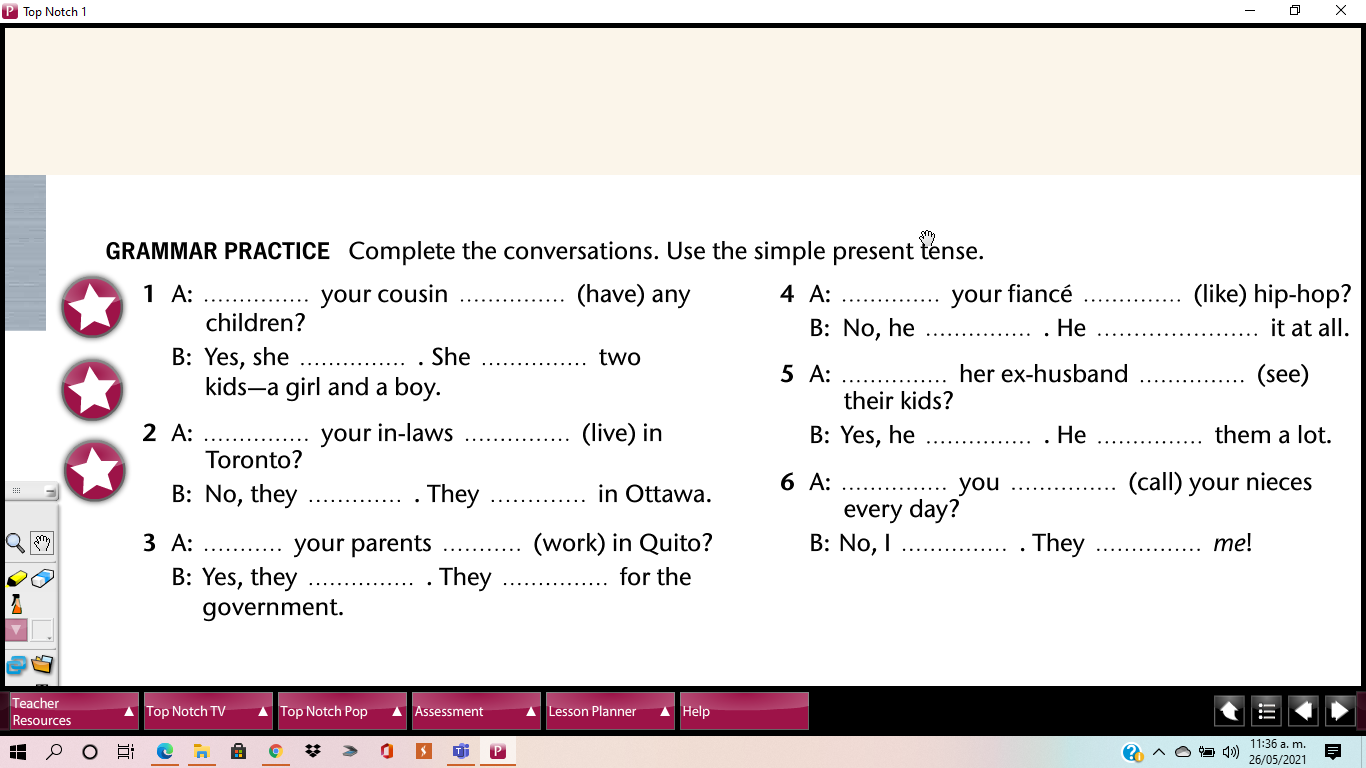 Top Notch 1
GRAMMAR PRACTICE Complete the conversations. Use the simple present tense.
1 A: ............... your cousin ............... (have) any
children?
B: Yes, she ............... . She ............... two
kids—a girl and a boy.
2 A: ............... your in-laws ............... (live) in
Toronto?
B: No, they ............. . They ............. in Ottawa.
3 A: ........... your parents ........... (work) in Quito?
B: Yes, they ............... . They ............... for the
government.
4 A: .............. your fiancé .............. (like) hip-hop?
B: No, he ............... . He ....................... it at all.
5 A: ............... her ex-husband ............... (see)
their kids?
B: Yes, he ............... . He ............... them a lot.
6 A: ............... you ............... (call) your nieces
every day?
B: No, I ............... . They ............... me!
Teacher
Resources
Top Notch TV
Top Notch Pop
Assessment
Lesson Planner
Help
11:36 a. m.
26/05/2021